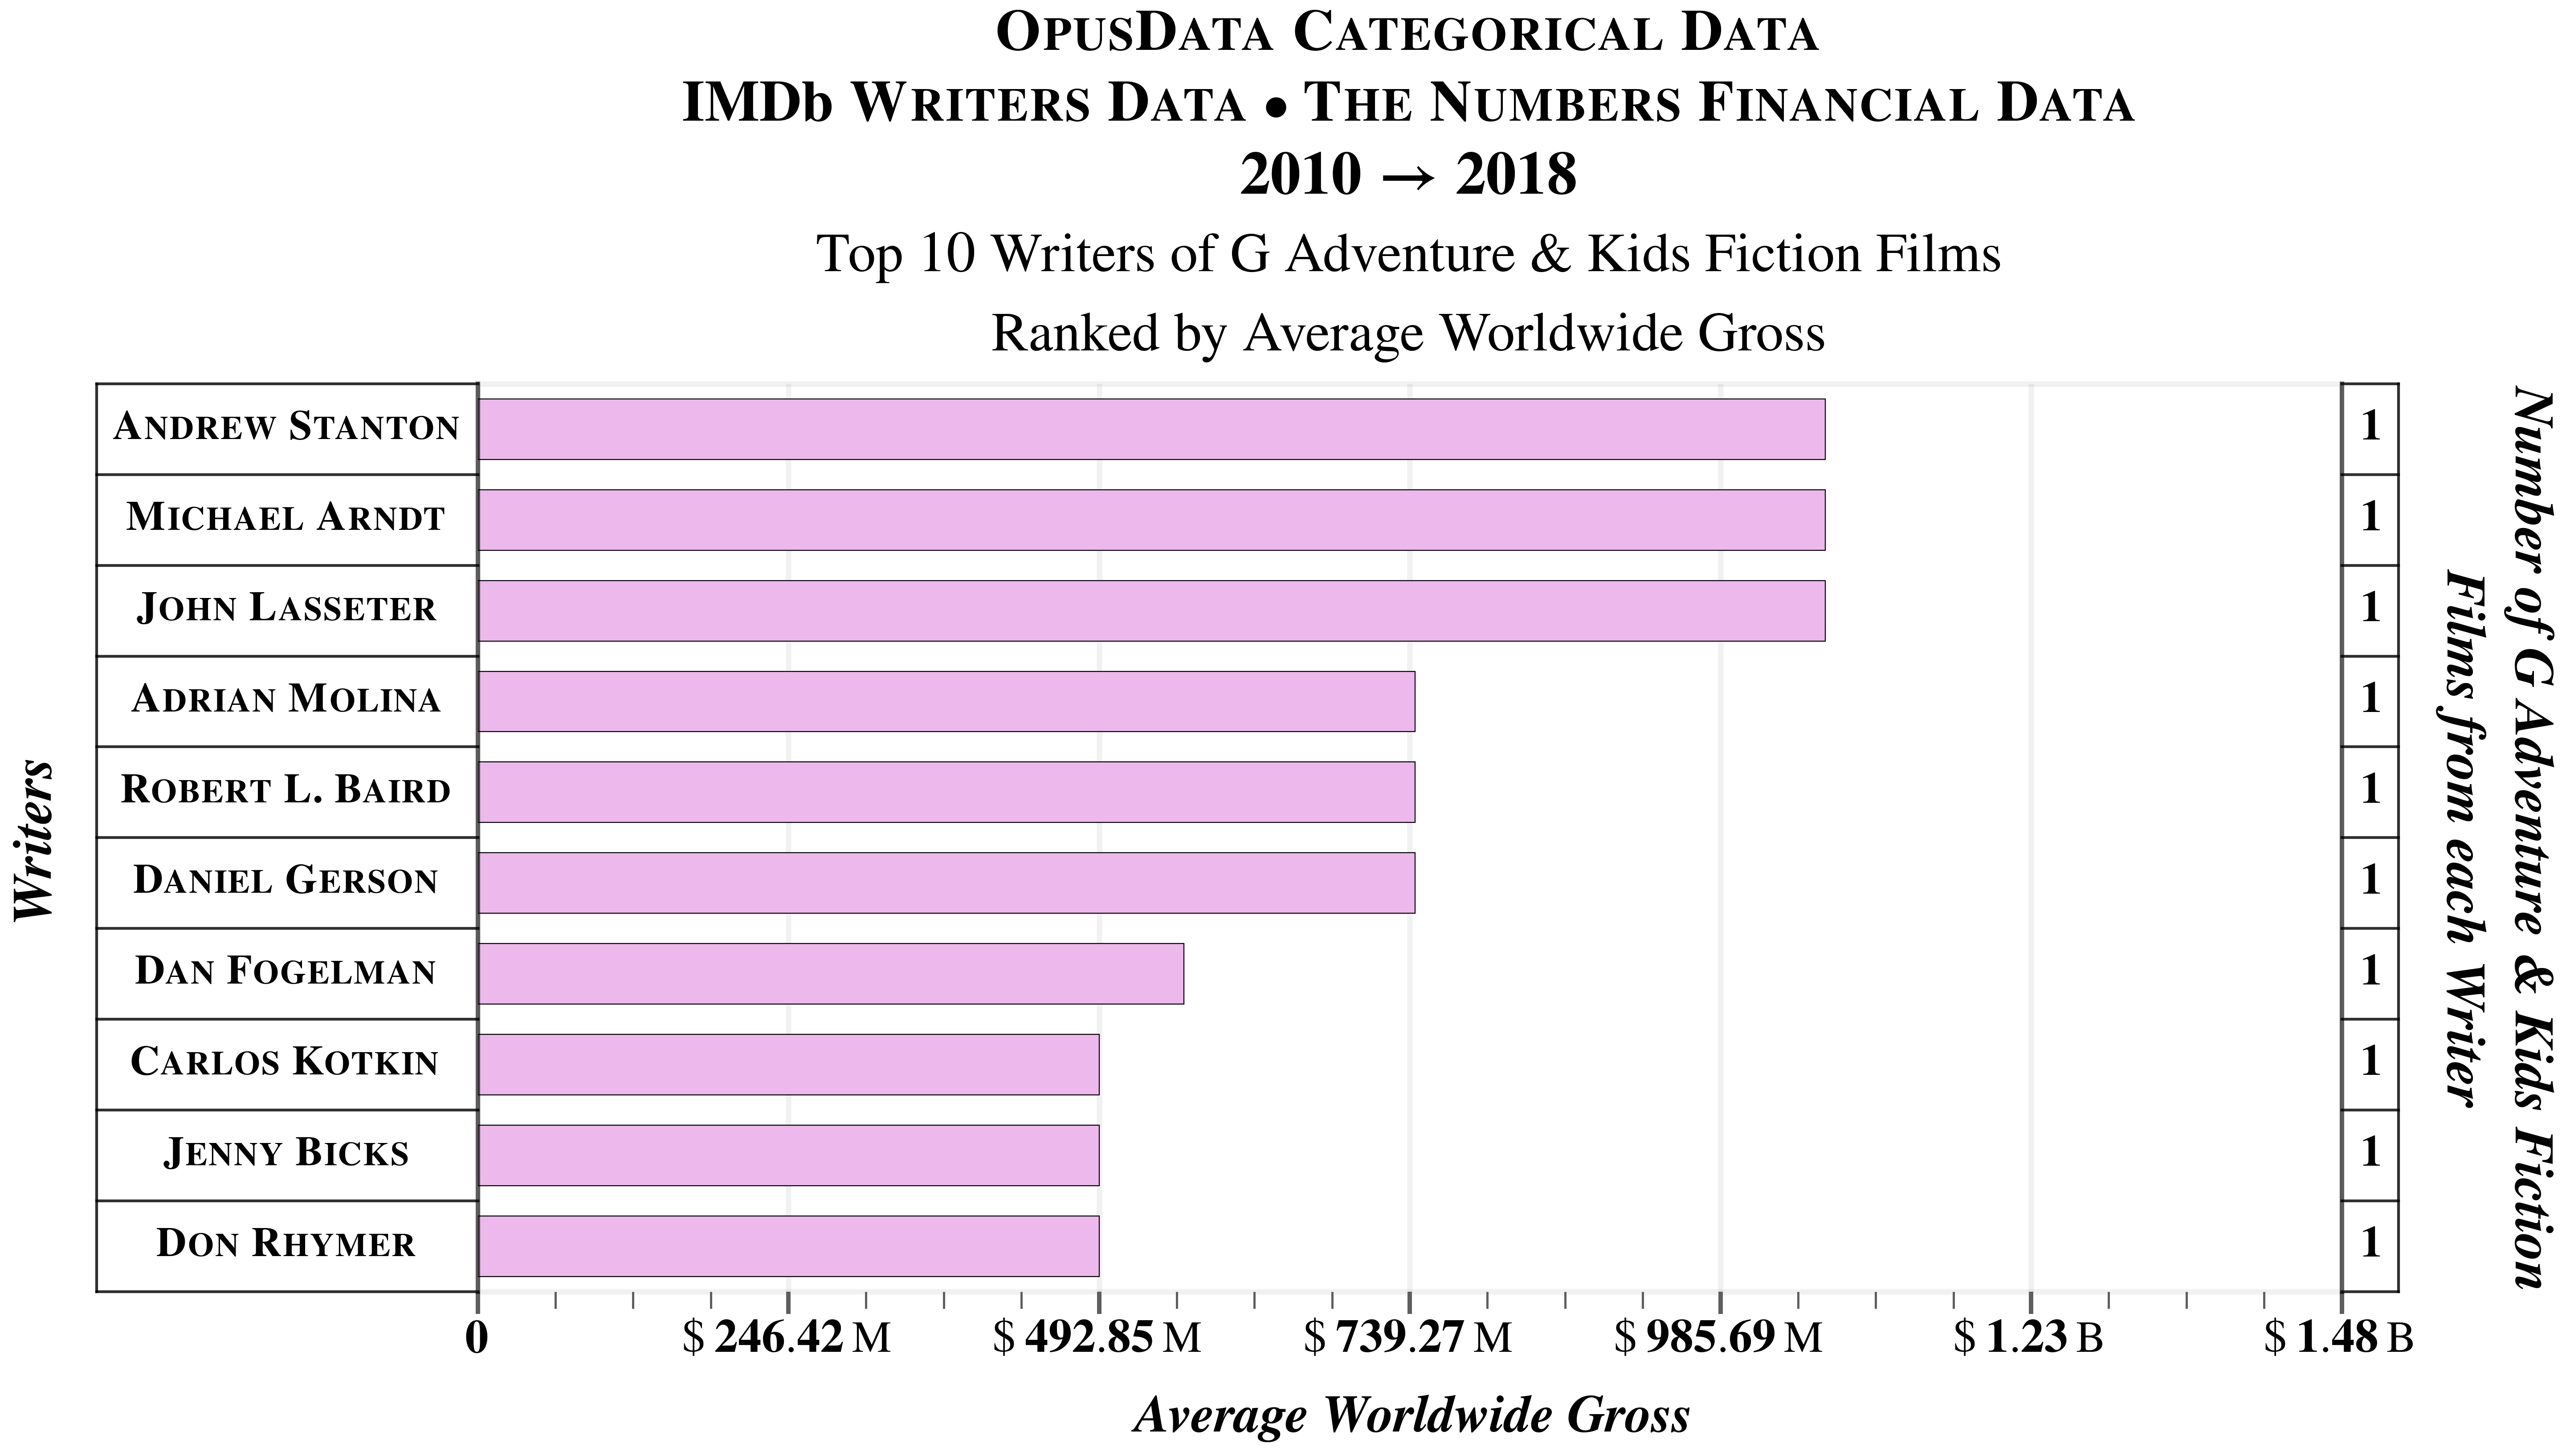 OpusData Categorical Data
IMDb Writers Data • The Numbers Financial Data
2010 → 2018
Top 10 Writers of G Adventure & Kids Fiction Films
Ranked by Average Worldwide Gross
Writers
Andrew Stanton 1
Michael Arndt 1
John Lasseter 1
Adrian Molina 1
Robert L. Baird 1
Daniel Gerson 1
Dan Fogelman 1
Carlos Kotkin 1
Jenny Bicks 1
Don Rhymer 1
Number of G Adventure & Kids Fiction
Films from each Writer
0 $ 246.42 M $ 492.85 M $ 739.27 M $ 985.69 M $ 1.23 B $ 1.48 B
Average Worldwide Gross